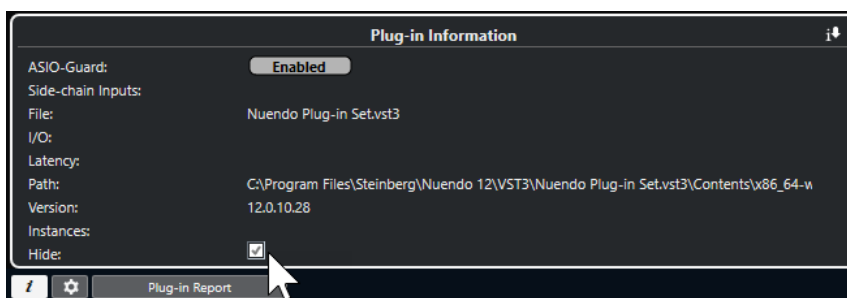 Plug-in Information
ASIO-Guard: Enabled
Side-chain Inputs:
File: Nuendo Plug-in Set.vst3
I/O:
Latency:
Path: C:\Program Files\Steinberg\Nuendo 12\VST3\Nuendo Plug-in Set.vst3\Contents\x86_64-w
Version: 12.0.10.28
Instances:
Hide:
i Plug-in Report